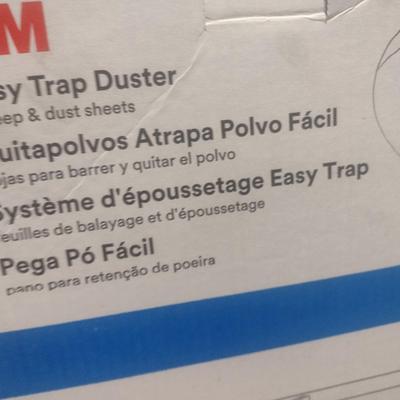 M
sy Trap Duster
eep & dust sheets
uitapolvos Atrapa Polvo Fácil
ojas para barrer y quitar el polvo
Système d'époussetage Easy Trap
euilles de balayage et d'époussetage
Pega Pó Fácil
pano para retenção de poeira